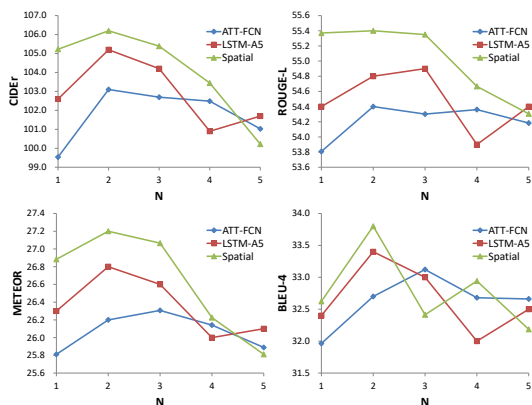 107.0
106.0
105.0
104.0
103.0
102.0
101.0
100.0
99.0
CIDEr
1 2 3 4 5
N
ATT-FCN
LSTM-A5
Spatial
55.6
55.4
55.2
55.0
54.8
54.6
54.4
54.2
54.0
53.8
53.6
ROUGE-L
1 2 3 4 5
N
ATT-FCN
LSTM-A5
Spatial
27.4
27.2
27.0
26.8
26.6
26.4
26.2
26.0
25.8
25.6
METEOR
1 2 3 4 5
N
ATT-FCN
LSTM-A5
Spatial
34.0
33.5
33.0
32.5
32.0
31.5
BLEU-4
1 2 3 4 5
N
ATT-FCN
LSTM-A5
Spatial